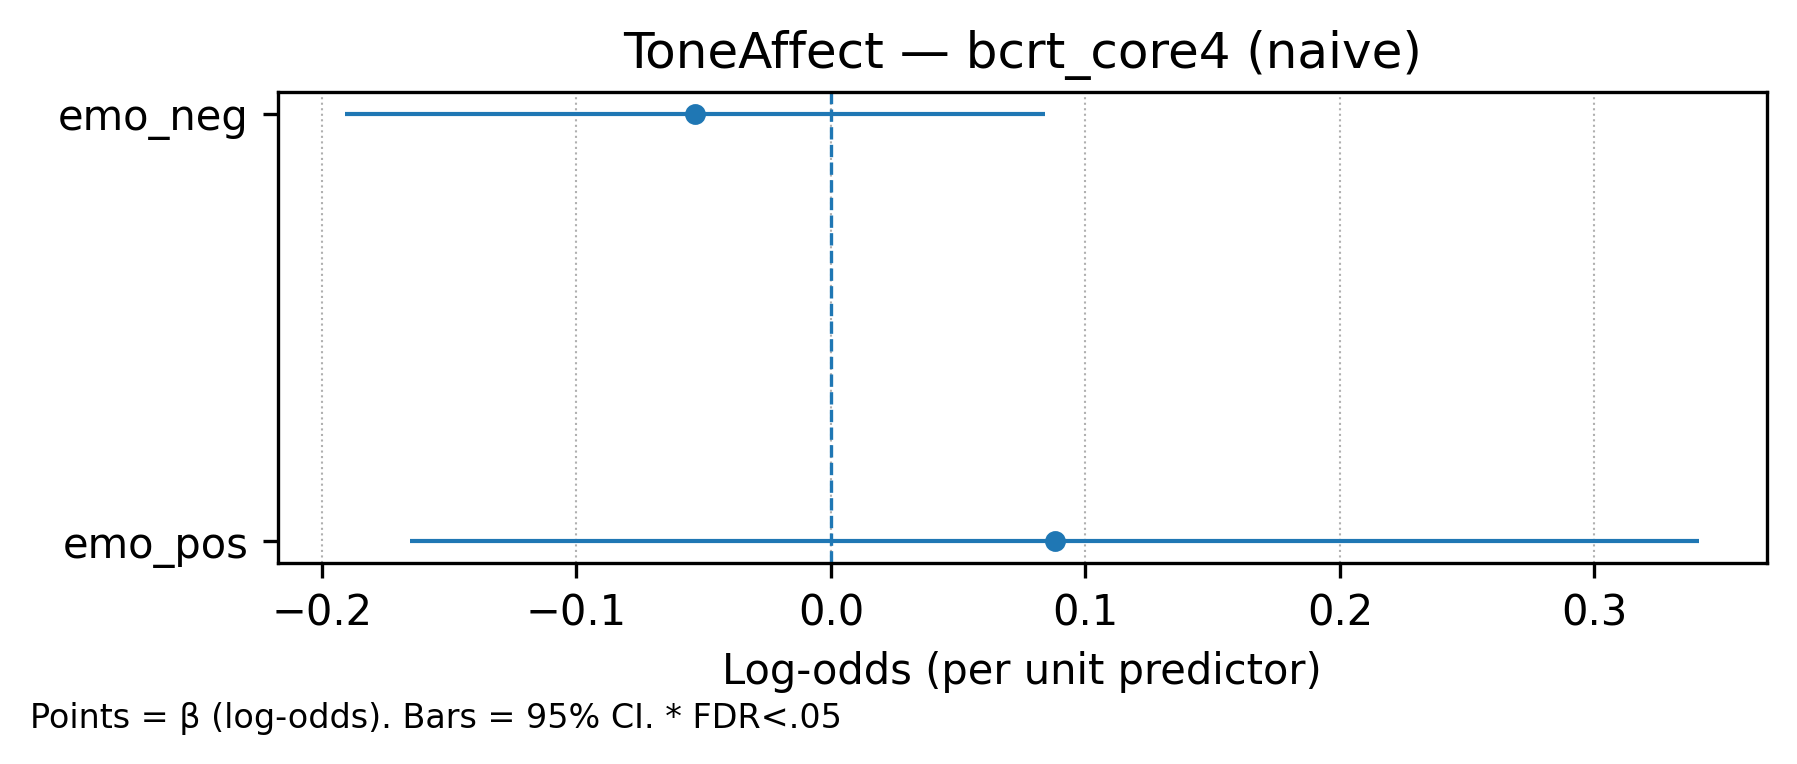 ToneAffect — bcrt_core4 (naive)
emo_neg
emo_pos
−0.2 −0.1 0.0 0.1 0.2 0.3
Log-odds (per unit predictor)
Points = β (log-odds). Bars = 95% CI. * FDR<.05